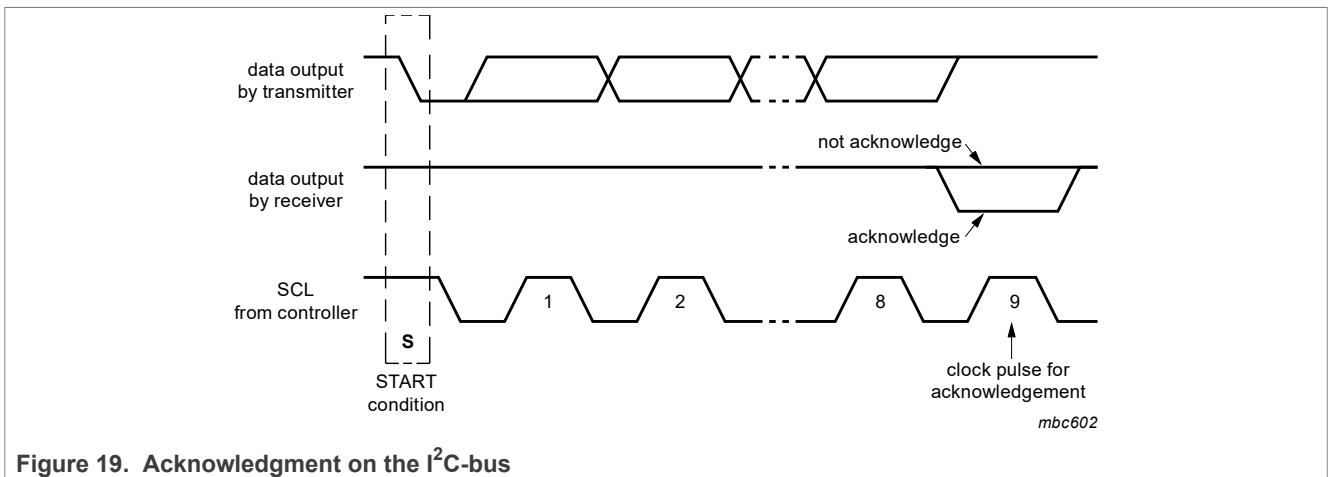 data output
by transmitter
not acknowledge
data output
by receiver
acknowledge
SCL
from controller
1
2
8
9
S
START
condition
clock pulse for
acknowledgement
mbc602
Figure 19. Acknowledgment on the I²C-bus